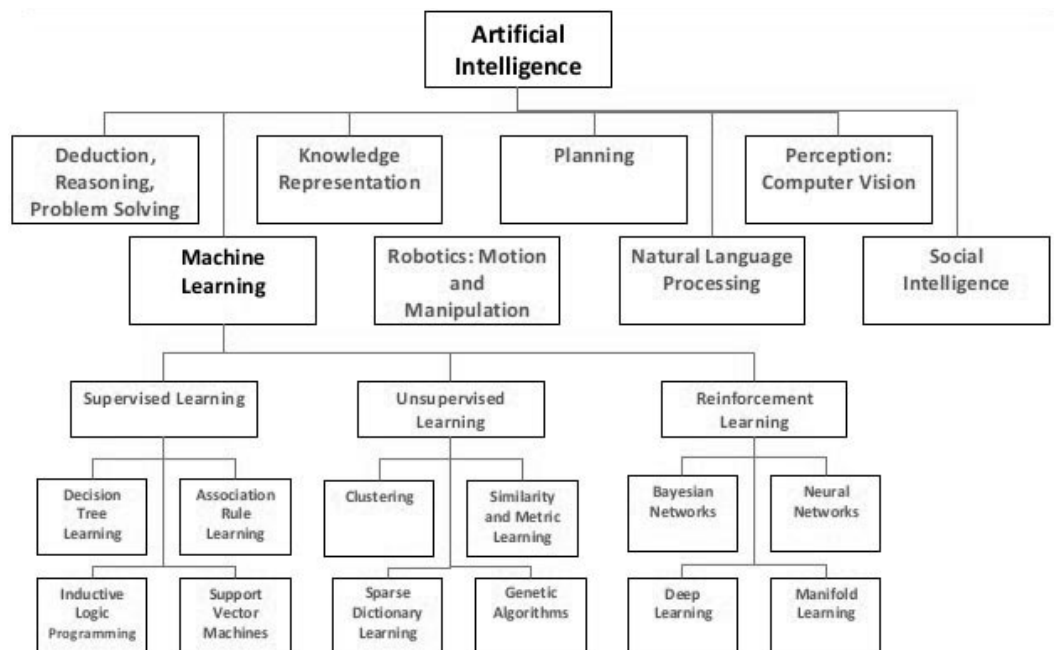 Artificial
Intelligence
Deduction,
Reasoning,
Problem Solving
Knowledge
Representation
Planning
Perception:
Computer Vision
Machine
Learning
Robotics: Motion
and
Manipulation
Natural Language
Processing
Social
Intelligence
Supervised Learning
Unsupervised
Learning
Reinforcement
Learning
Decision
Tree
Learning
Association
Rule
Learning
Clustering
Similarity
and Metric
Learning
Bayesian
Networks
Neural
Networks
Inductive
Logic
Programming
Support
Vector
Machines
Sparse
Dictionary
Learning
Genetic
Algorithms
Deep
Learning
Manifold
Learning